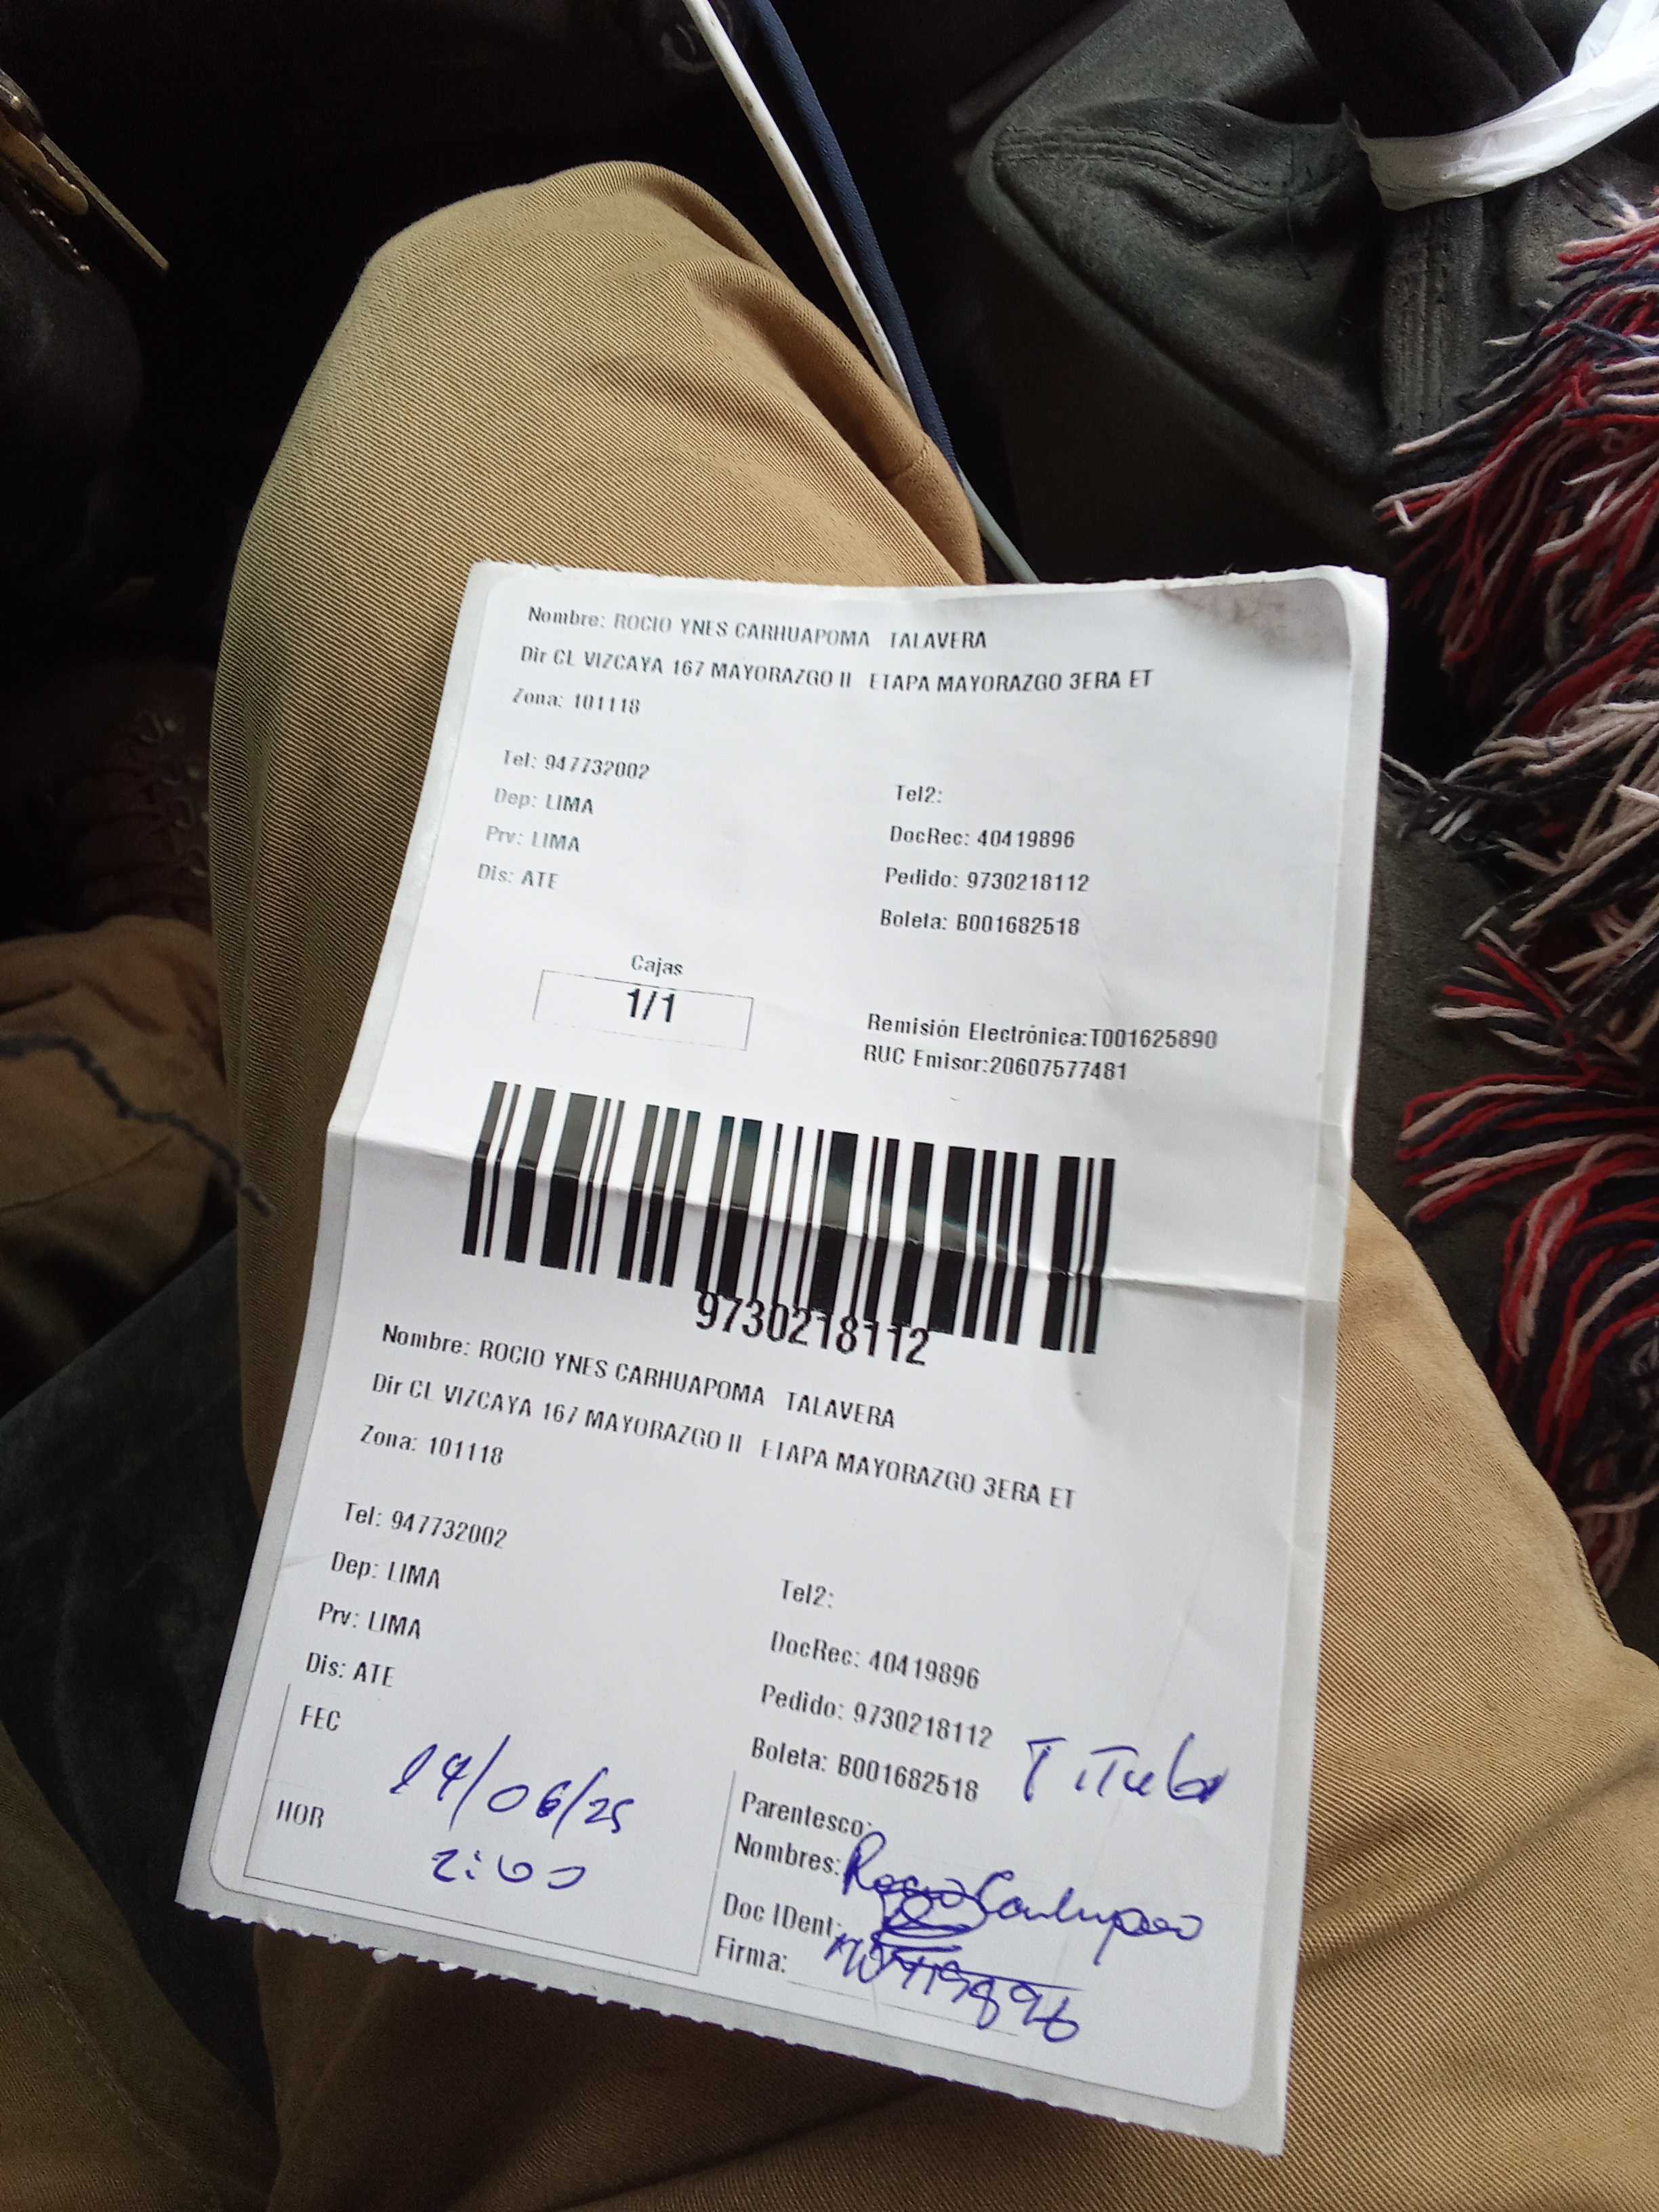 Nombre: ROCIO YNES CARHUAPOMA TALAVERA
Dir CL VIZCAYA 167 MAYORAZGO II ETAPA MAYORAZGO 3ERA ET
Zona: 101118
Tel: 947732002
Tel2:
Dep: LIMA
DocRec: 40419896
Prv: LIMA
Pedido: 9730218112
Dis: ATE
Boleta: B001682518
Cajas
1/1
Remisión Electrónica:T001625890
RUC Emisor:20607577481
9730218112
Nombre: ROCIO YNES CARHUAPOMA TALAVERA
Dir CL VIZCAYA 167 MAYORAZGO II ETAPA MAYORAZGO 3ERA ET
Zona: 101118
Tel: 947732002
Tel2:
Dep: LIMA
DocRec: 40419896
Prv: LIMA
Pedido: 9730218112
Dis: ATE
Boleta: B001682518
FEC 14/06/25
HOR 2:00
Titular
Parentesco:
Nombres: Rocio
Doc IDent:
Firma: